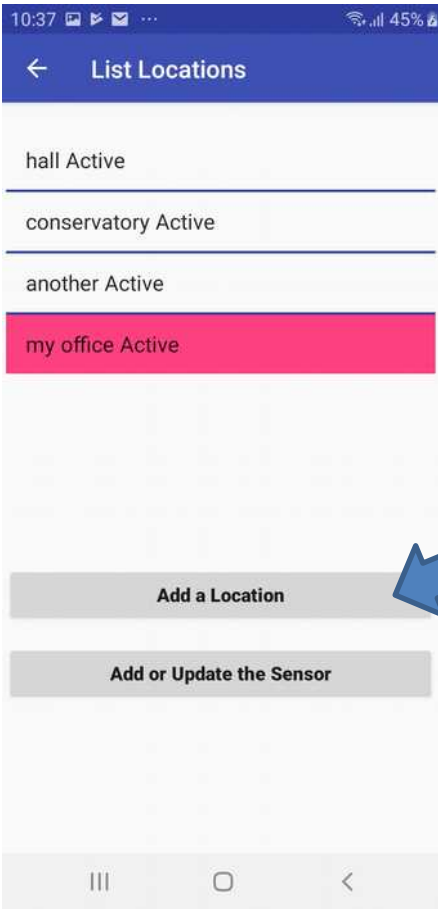 10:37 ... 45%
List Locations
hall Active
conservatory Active
another Active
my office Active
Add a Location
Add or Update the Sensor